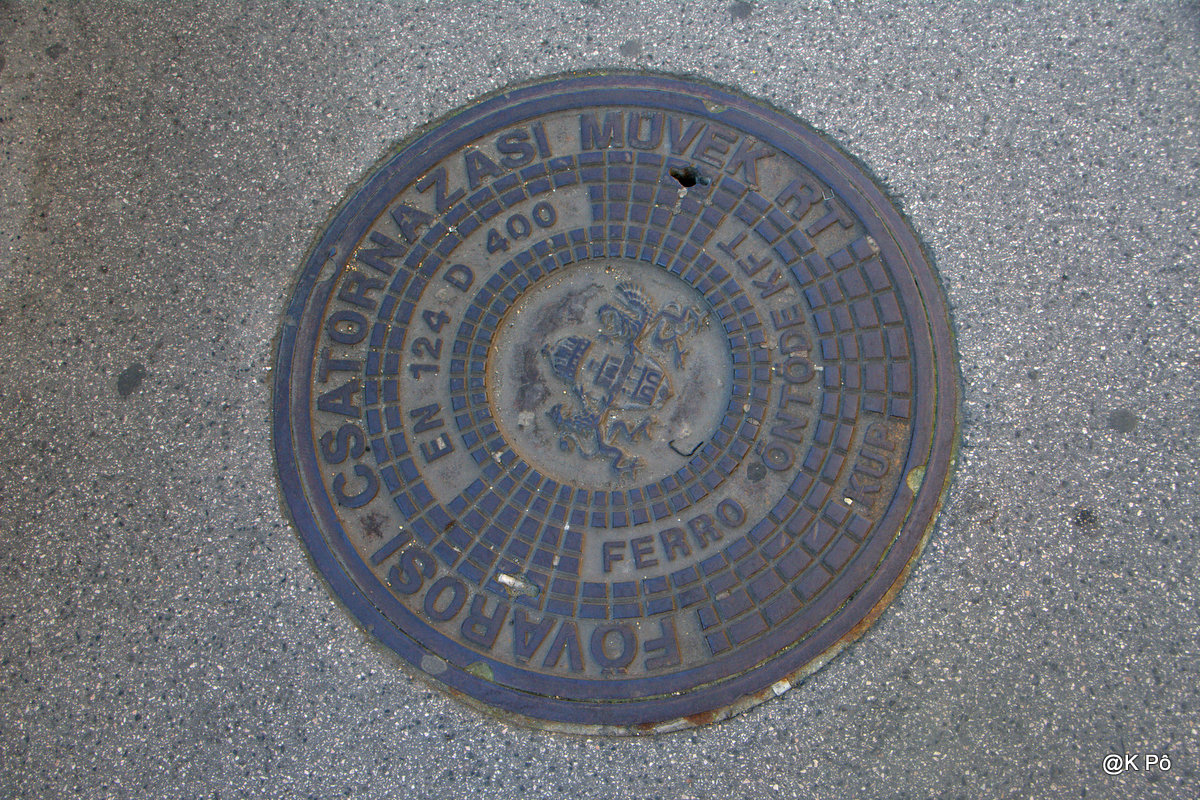 FŐVÁROSI CSATORNÁZÁSI MŰVEK RT
EN 124 D 400
FERRO ÖNTÖDE KFT
KUP
@K Pô